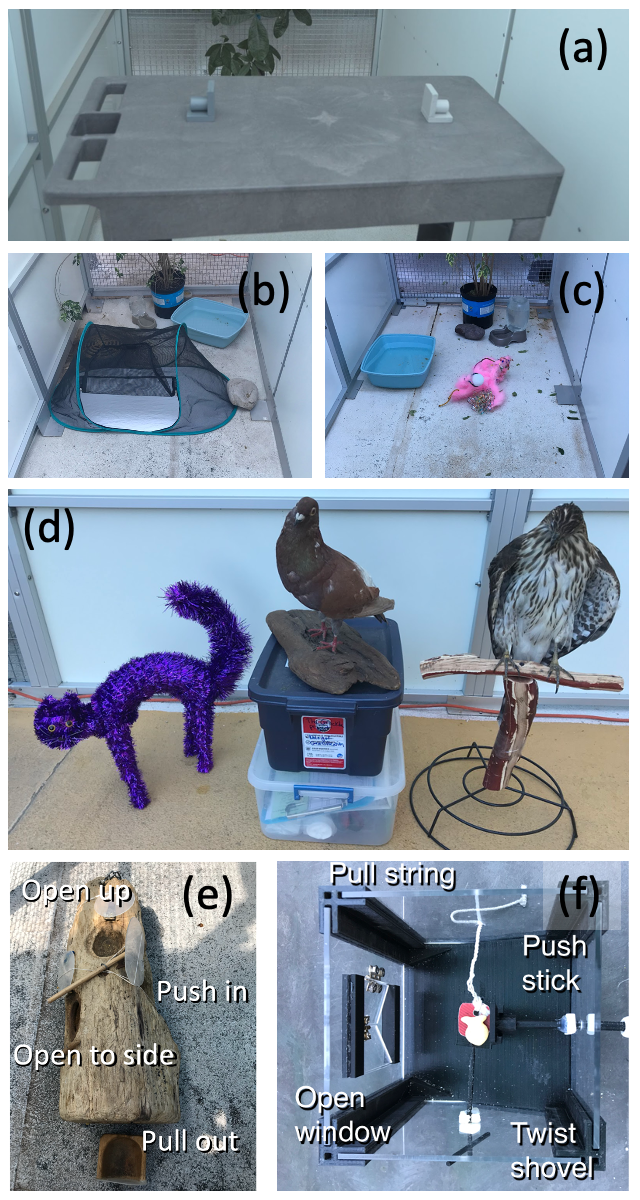 (a)
(b)
(c)
(d)
(e)
Open up
Push in
Open to side
Pull out
(f)
Pull string
Push
stick
Open
window
Twist
shovel